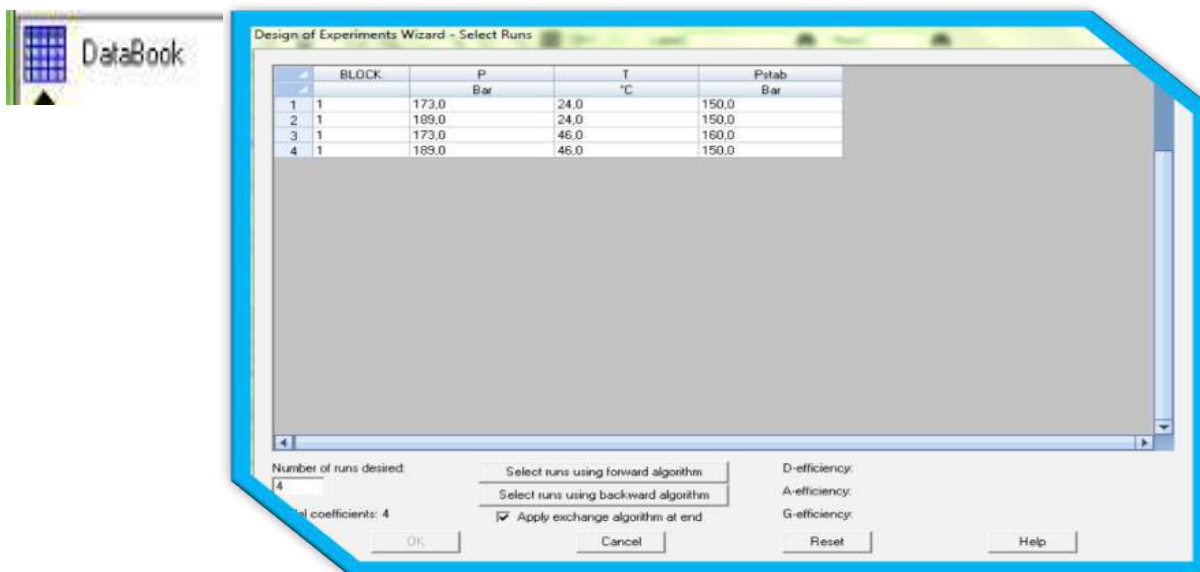 DataBook
Design of Experiments Wizard - Select Runs
BLOCK P T Pstab
Bar °C Bar
1 1 173,0 24,0 150,0
2 1 189,0 24,0 150,0
3 1 173,0 46,0 160,0
4 1 189,0 46,0 150,0
Number of runs desired:
4
coefficients: 4
Select runs using forward algorithm
Select runs using backward algorithm
Apply exchange algorithm at end
D-efficiency:
A-efficiency:
G-efficiency:
OK Cancel Reset Help